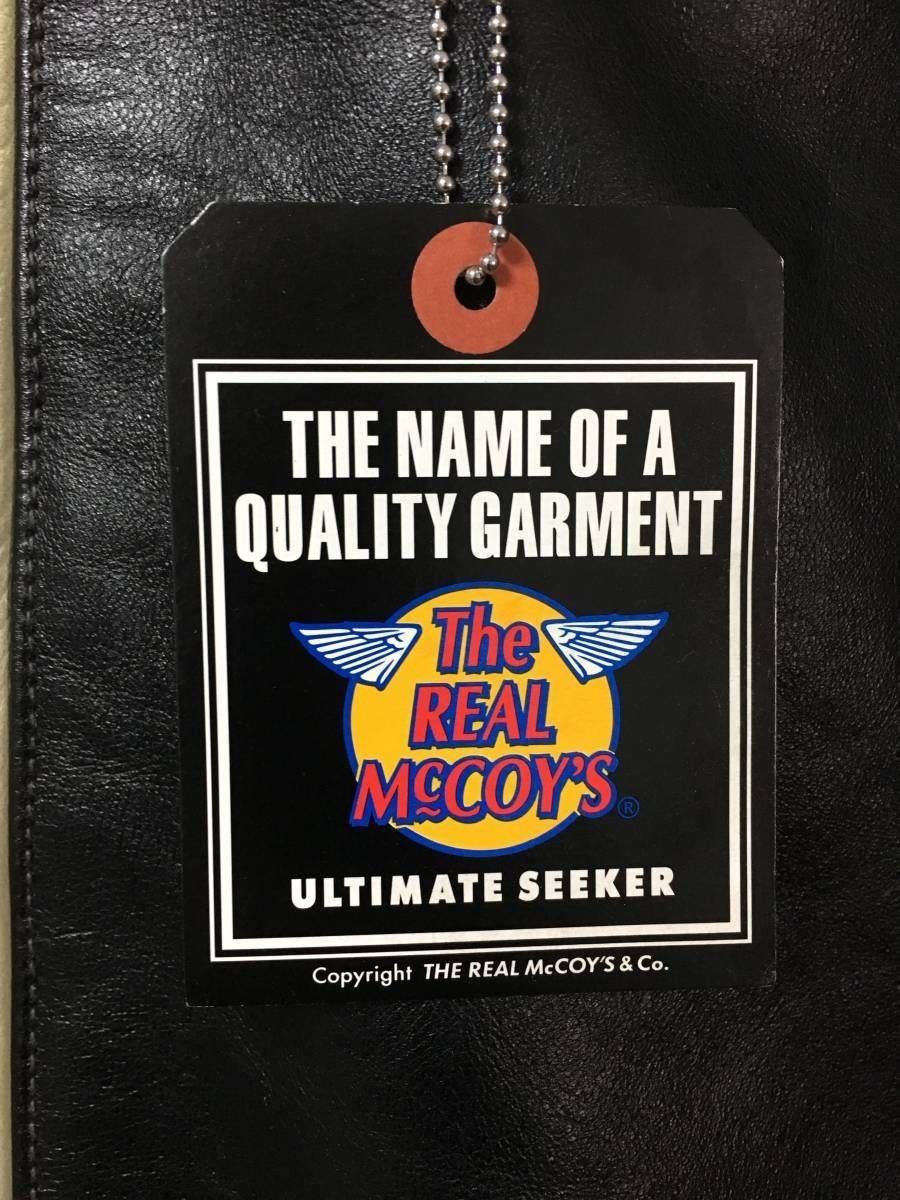 THE NAME OF A
QUALITY GARMENT
The
REAL
McCOY'S®
ULTIMATE SEEKER
Copyright THE REAL McCOY'S & Co.